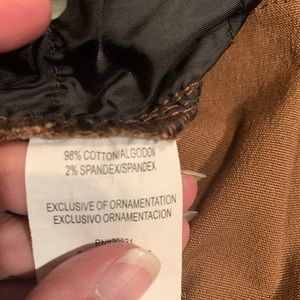 98% COTTON/ALGODON
2% SPANDEX/SPANDEX
EXCLUSIVE OF ORNAMENTATION
EXCLUSIVO ORNAMENTACION